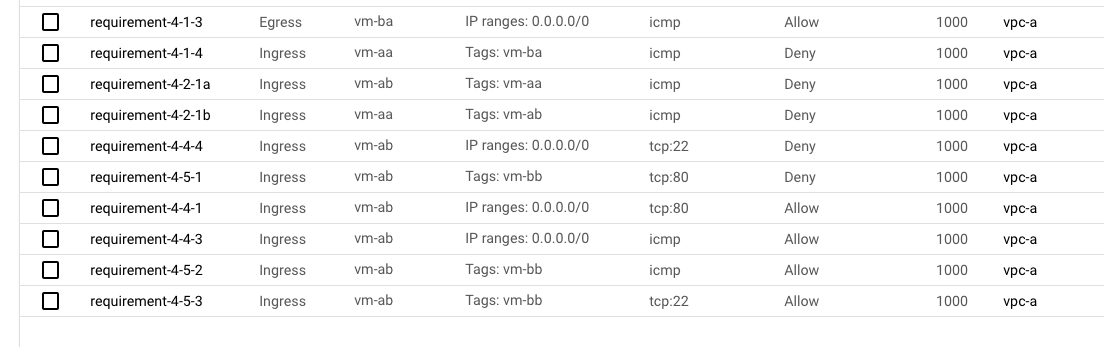 requirement-4-1-3 Egress vm-ba IP ranges: 0.0.0.0/0 icmp Allow 1000 vpc-a
requirement-4-1-4 Ingress vm-aa Tags: vm-ba icmp Deny 1000 vpc-a
requirement-4-2-1a Ingress vm-ab Tags: vm-aa icmp Deny 1000 vpc-a
requirement-4-2-1b Ingress vm-aa Tags: vm-ab icmp Deny 1000 vpc-a
requirement-4-4-4 Ingress vm-ab IP ranges: 0.0.0.0/0 tcp:22 Deny 1000 vpc-a
requirement-4-5-1 Ingress vm-ab Tags: vm-bb tcp:80 Deny 1000 vpc-a
requirement-4-4-1 Ingress vm-ab IP ranges: 0.0.0.0/0 tcp:80 Allow 1000 vpc-a
requirement-4-4-3 Ingress vm-ab IP ranges: 0.0.0.0/0 icmp Allow 1000 vpc-a
requirement-4-5-2 Ingress vm-ab Tags: vm-bb icmp Allow 1000 vpc-a
requirement-4-5-3 Ingress vm-ab Tags: vm-bb tcp:22 Allow 1000 vpc-a